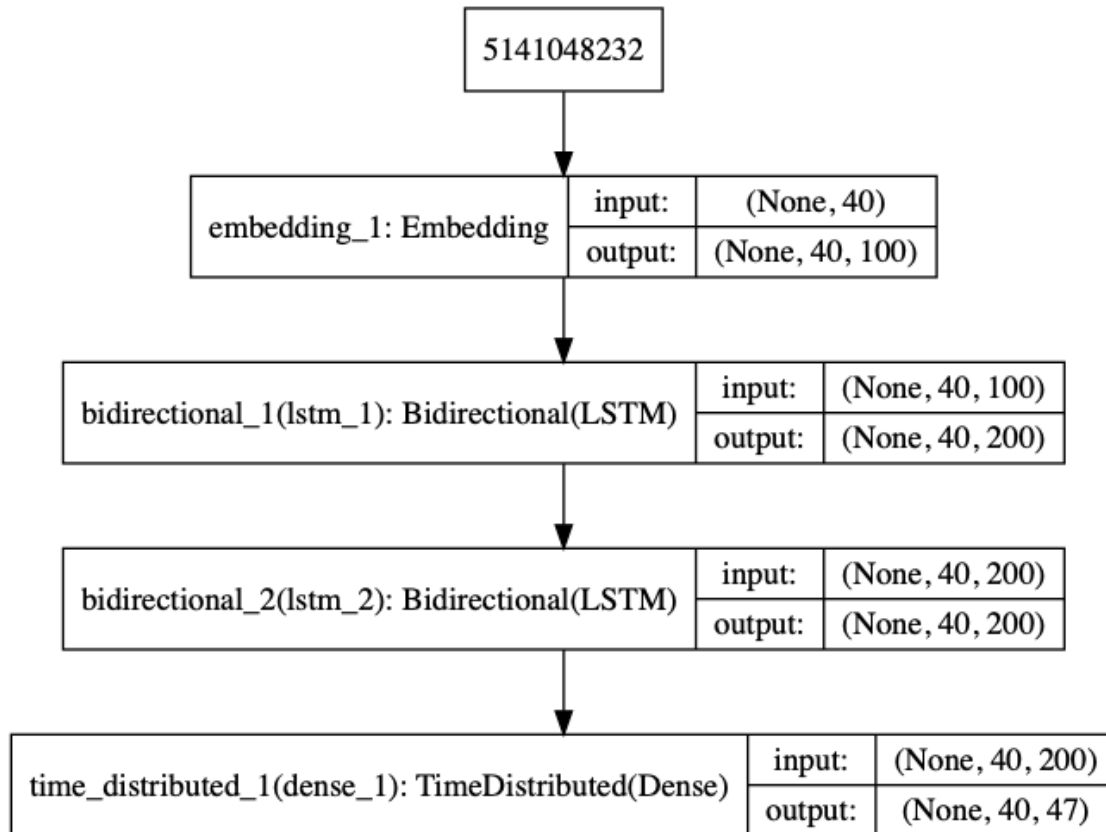 5141048232
embedding_1: Embedding
input:
(None, 40)
output:
(None, 40, 100)
bidirectional_1(lstm_1): Bidirectional(LSTM)
input:
(None, 40, 100)
output:
(None, 40, 200)
bidirectional_2(lstm_2): Bidirectional(LSTM)
input:
(None, 40, 200)
output:
(None, 40, 200)
time_distributed_1(dense_1): TimeDistributed(Dense)
input:
(None, 40, 200)
output:
(None, 40, 47)